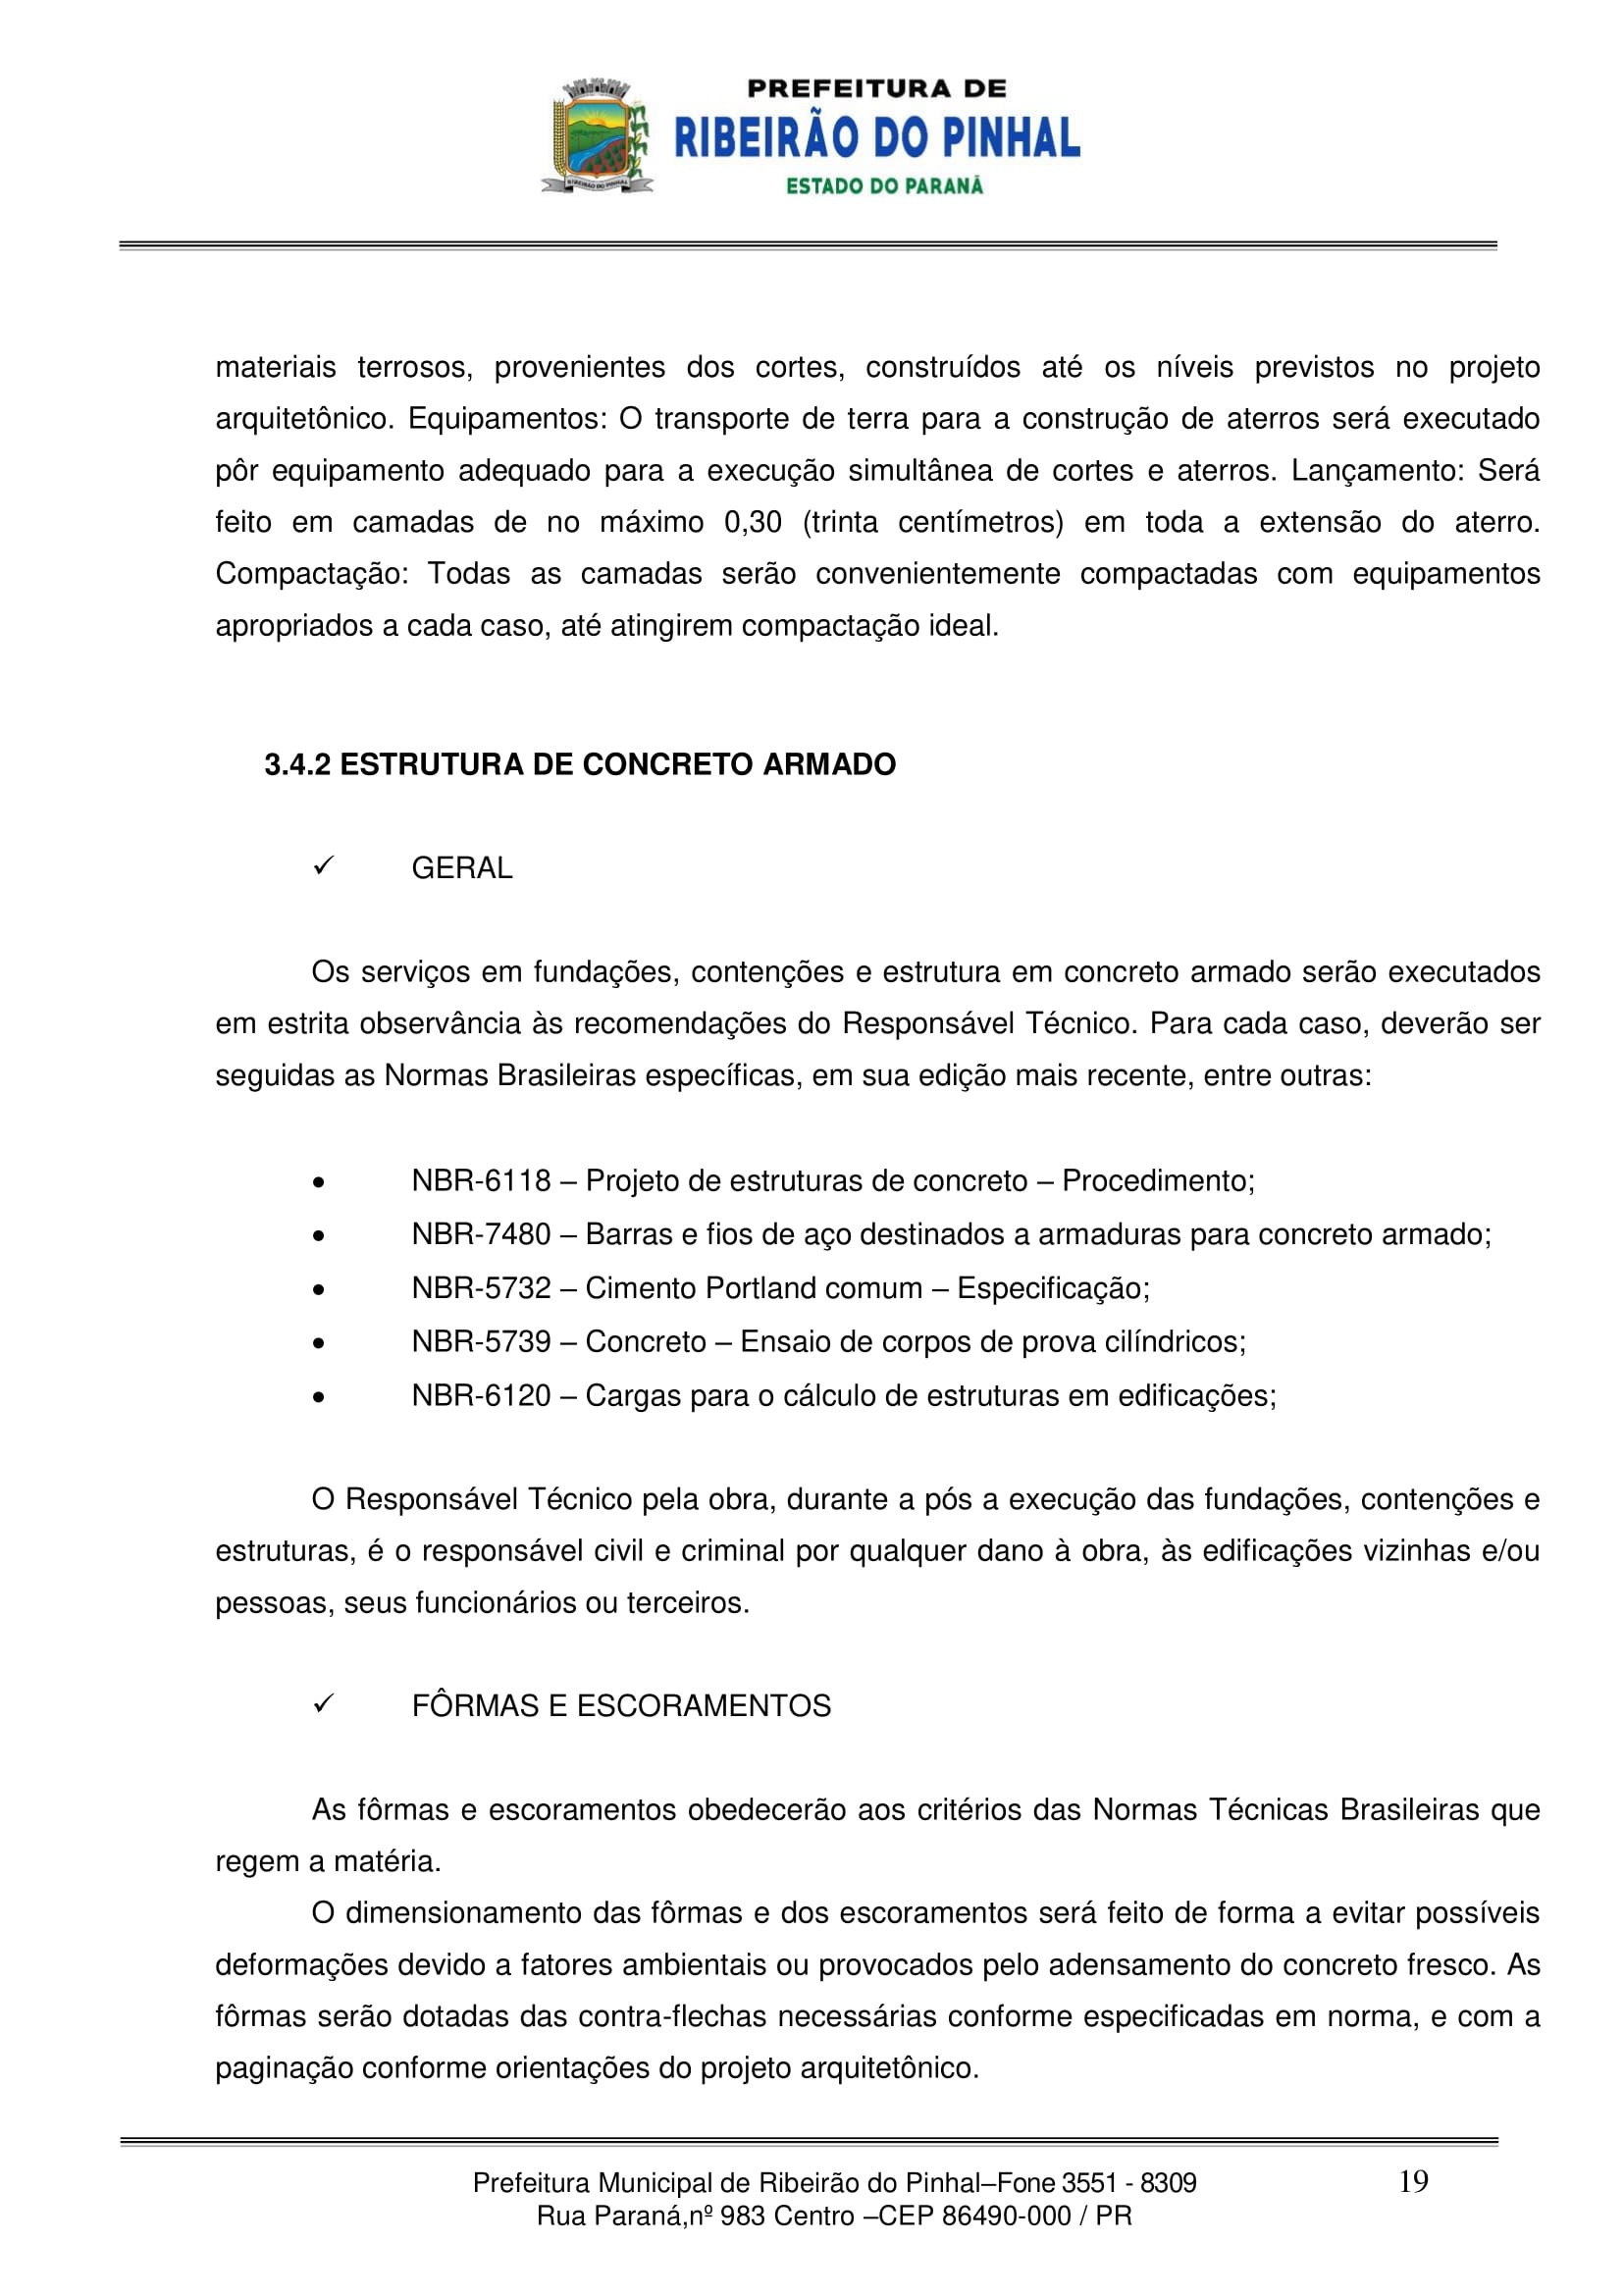 PREFEITURA DE
RIBEIRÃO DO PINHAL
ESTADO DO PARANÁ
RIBEIRÃO DO PINHAL
materiais terrosos, provenientes dos cortes, construídos até os níveis previstos no projeto
arquitetônico. Equipamentos: O transporte de terra para a construção de aterros será executado
pôr equipamento adequado para a execução simultânea de cortes e aterros. Lançamento: Será
feito em camadas de no máximo 0,30 (trinta centímetros) em toda a extensão do aterro.
Compactação: Todas as camadas serão convenientemente compactadas com equipamentos
apropriados a cada caso, até atingirem compactação ideal.
3.4.2 ESTRUTURA DE CONCRETO ARMADO
✓ GERAL
Os serviços em fundações, contenções e estrutura em concreto armado serão executados
em estrita observância às recomendações do Responsável Técnico. Para cada caso, deverão ser
seguidas as Normas Brasileiras específicas, em sua edição mais recente, entre outras:
• NBR-6118 – Projeto de estruturas de concreto – Procedimento;
• NBR-7480 – Barras e fios de aço destinados a armaduras para concreto armado;
• NBR-5732 – Cimento Portland comum – Especificação;
• NBR-5739 – Concreto – Ensaio de corpos de prova cilíndricos;
• NBR-6120 – Cargas para o cálculo de estruturas em edificações;
O Responsável Técnico pela obra, durante a pós a execução das fundações, contenções e
estruturas, é o responsável civil e criminal por qualquer dano à obra, às edificações vizinhas e/ou
pessoas, seus funcionários ou terceiros.
✓ FÔRMAS E ESCORAMENTOS
As fôrmas e escoramentos obedecerão aos critérios das Normas Técnicas Brasileiras que
regem a matéria.
O dimensionamento das fôrmas e dos escoramentos será feito de forma a evitar possíveis
deformações devido a fatores ambientais ou provocados pelo adensamento do concreto fresco. As
fôrmas serão dotadas das contra-flechas necessárias conforme especificadas em norma, e com a
paginação conforme orientações do projeto arquitetônico.
Prefeitura Municipal de Ribeirão do Pinhal–Fone 3551 - 8309 19
Rua Paraná,nº 983 Centro –CEP 86490-000 / PR